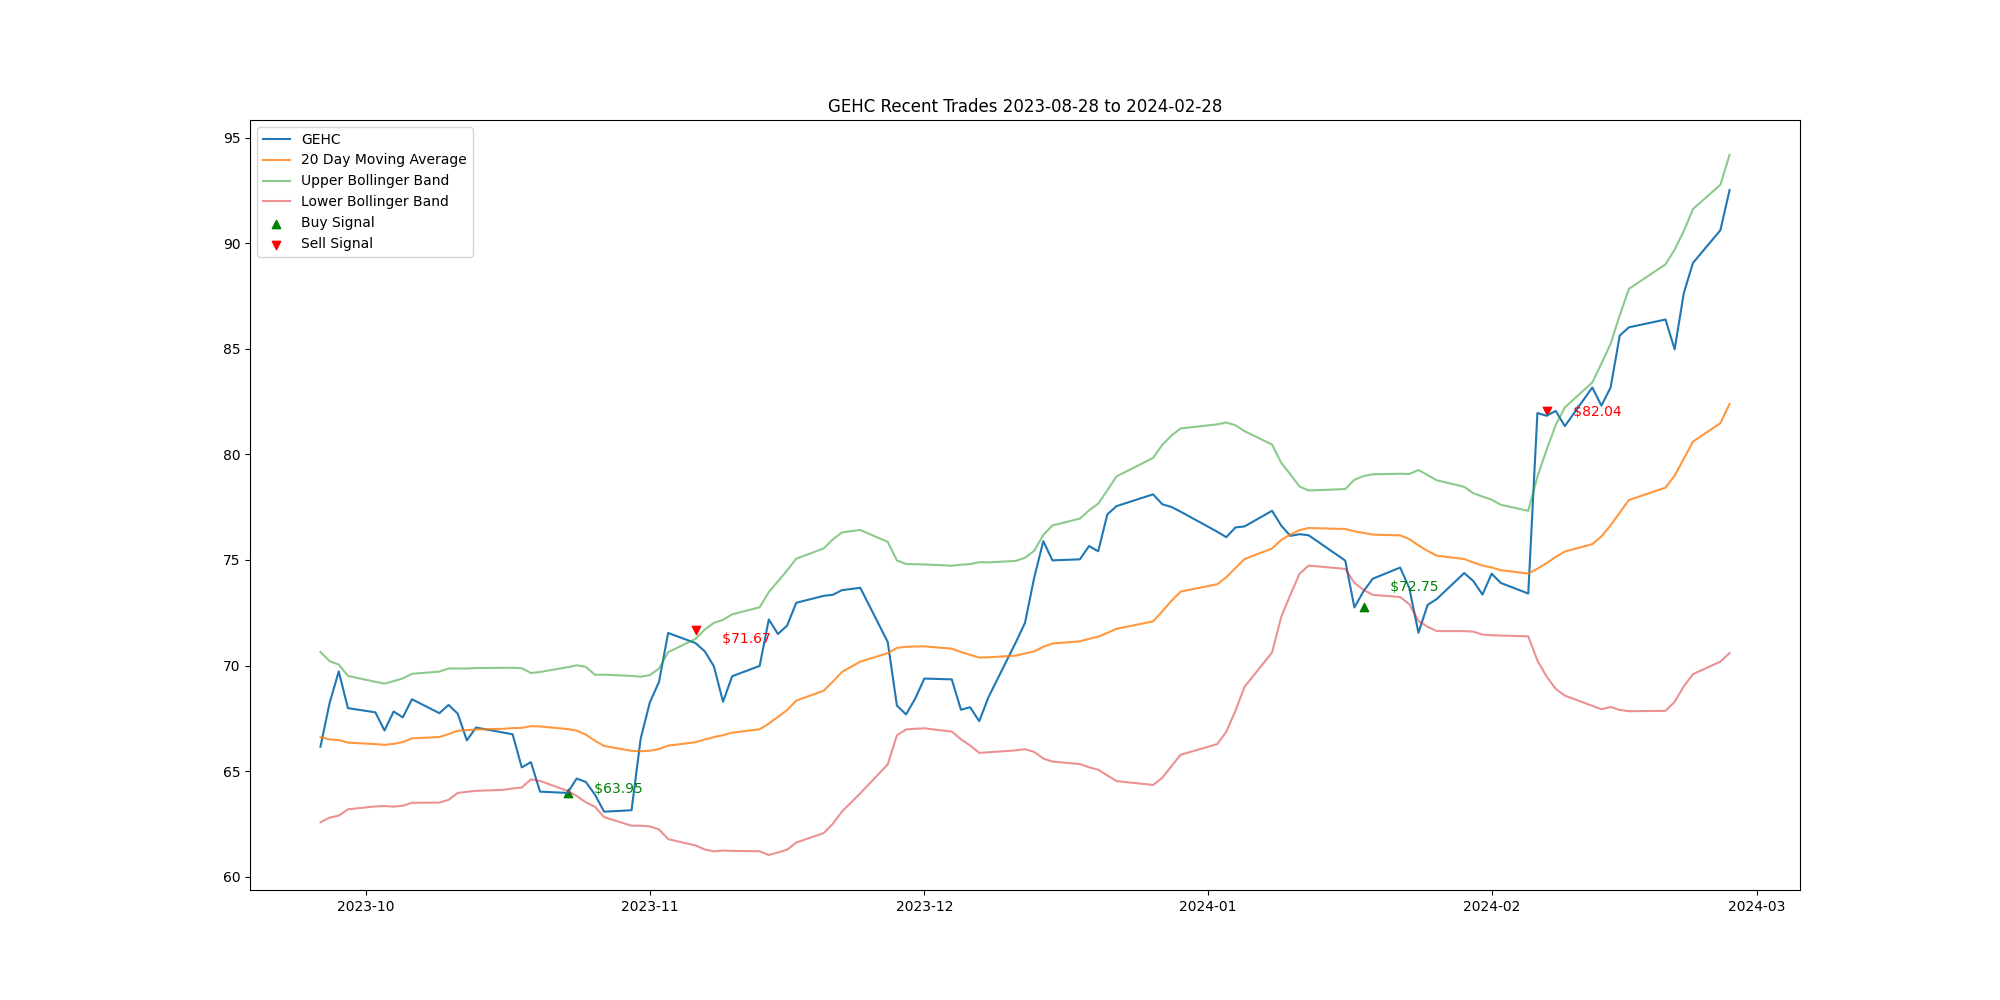 GEHC Recent Trades 2023-08-28 to 2024-02-28
GEHC
20 Day Moving Average
Upper Bollinger Band
Lower Bollinger Band
Buy Signal
Sell Signal
95
90
85
80
75
70
65
60
$82.04
$72.75
$71.67
$63.95
2023-10
2023-11
2023-12
2024-01
2024-02
2024-03